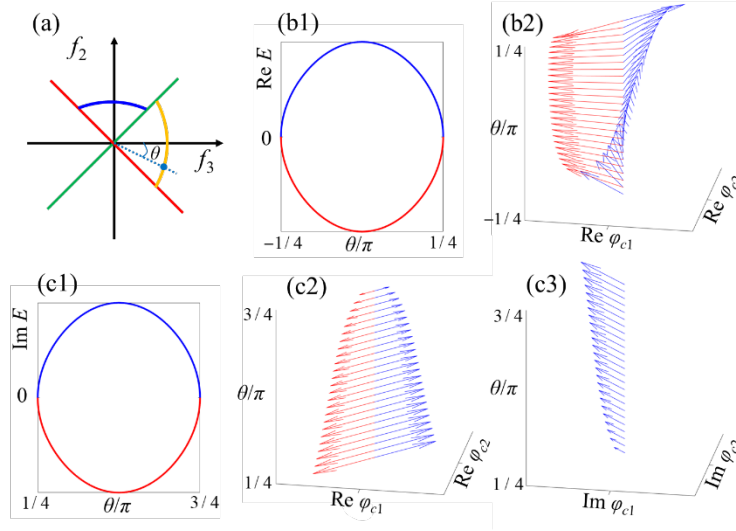 (a)
f₂
f₃
θ
(b1)
Re E
0
−1/4
θ/π
1/4
(b2)
1/4
θ/π
−1/4
Re φc1
Re φc2
(c1)
Im E
0
1/4
θ/π
3/4
(c2)
3/4
θ/π
1/4
Re φc1
Re φc2
(c3)
3/4
θ/π
1/4
Im φc1
Im φc2